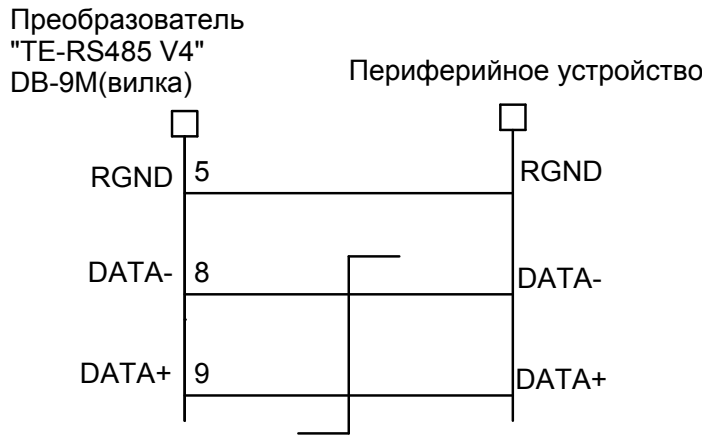 Преобразователь
"TE-RS485 V4"
DB-9M(вилка)
Периферийное устройство
RGND 5 RGND
DATA- 8 DATA-
DATA+ 9 DATA+